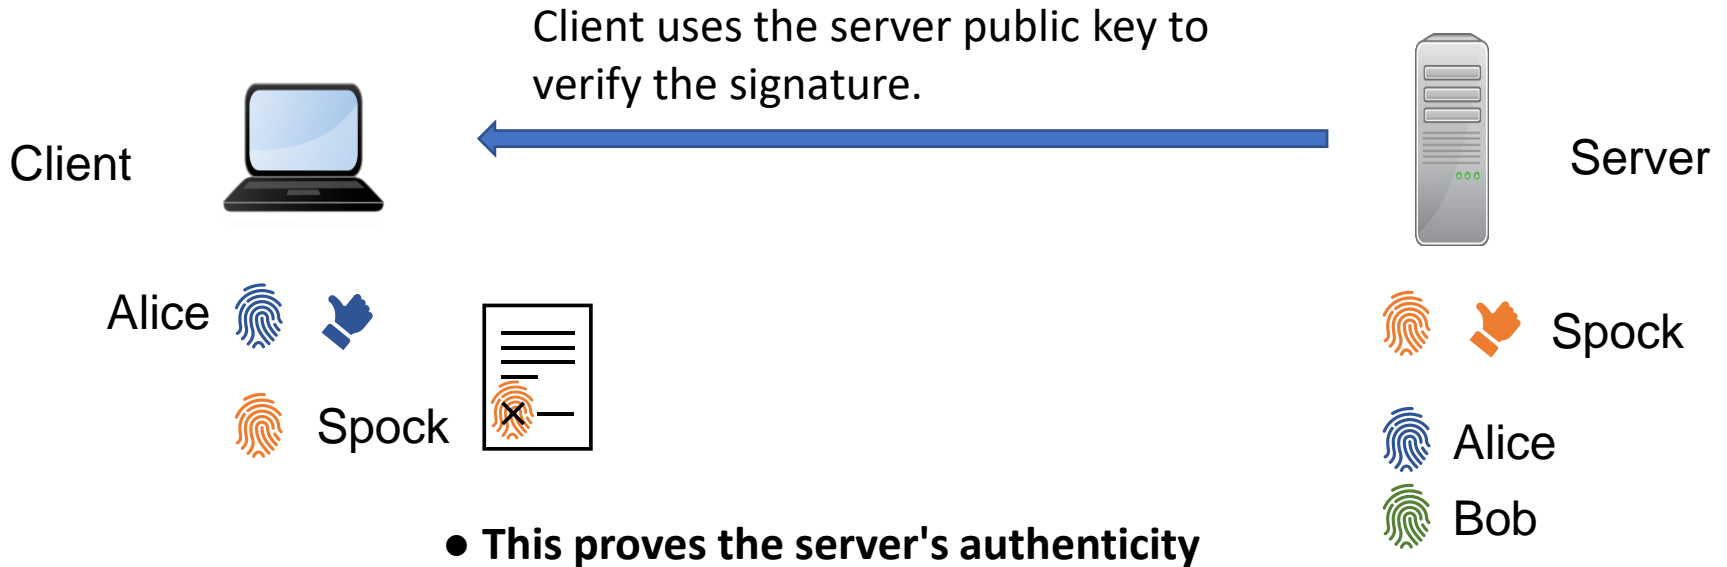 Client uses the server public key to
verify the signature.
Client
Server
Alice
Spock
Spock
Alice
Bob
● This proves the server's authenticity